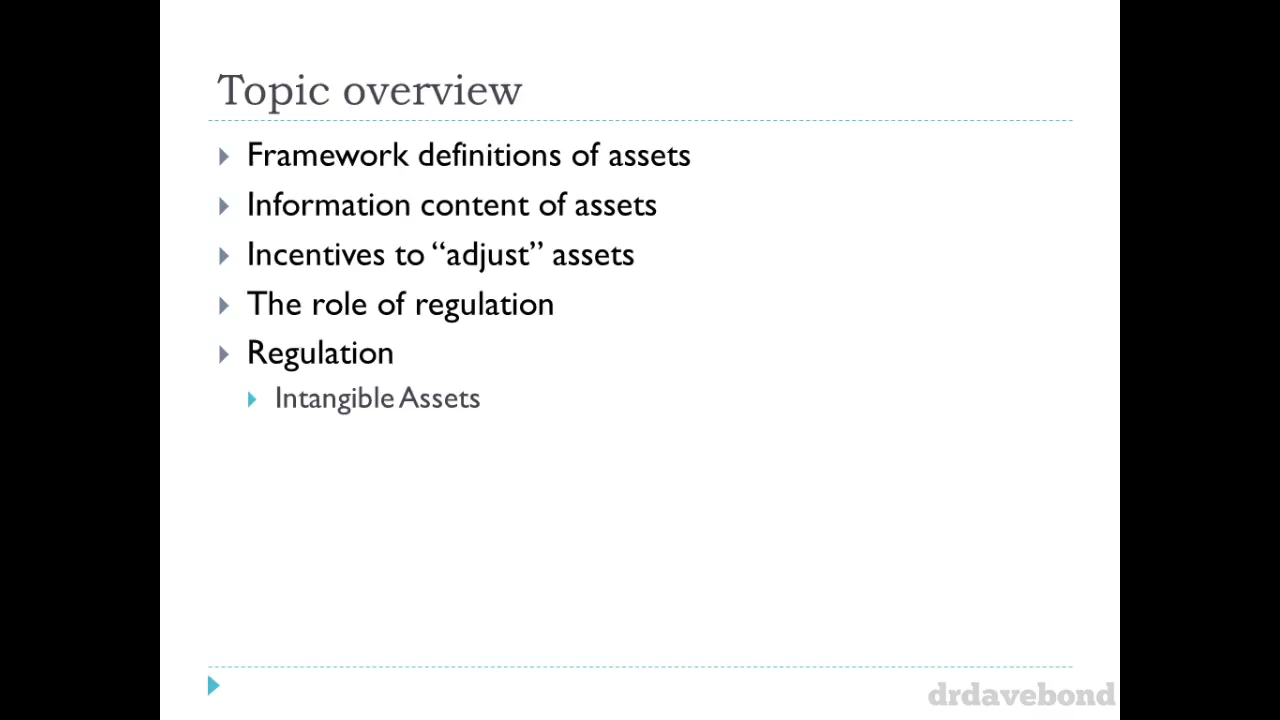 Topic overview
Framework definitions of assets
Information content of assets
Incentives to “adjust” assets
The role of regulation
Regulation
Intangible Assets
drdavebond